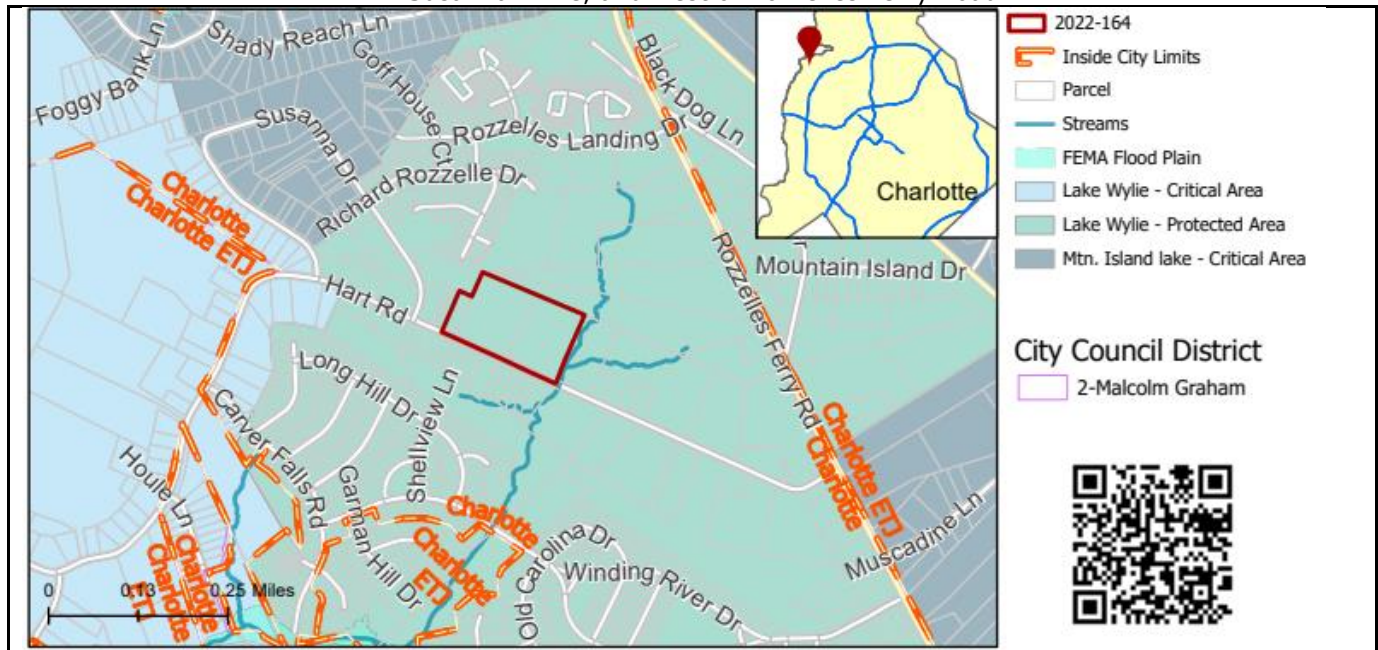 Shady Reach Ln
Foggy Bank Ln
Goff House Ct
Black Dog Ln
Susanna Dr
Rozzelles Landing Dr
Richard Rozzelle Dr
Charlotte
Charlotte ETJ
Hart Rd
Rozzelles Ferry Rd
Mountain Island Dr
Long Hill Dr
Shellview Ln
Carver Falls Rd
Houle Ln
Garman Hill Dr
Charlotte
Charlotte ETJ
Charlotte
Charlotte ETJ
Charlotte ETJ
Charlotte
Old Carolina Dr
Winding River Dr
Muscadine Ln
0 0.13 0.25 Miles
Charlotte
2022-164
Inside City Limits
Parcel
Streams
FEMA Flood Plain
Lake Wylie - Critical Area
Lake Wylie - Protected Area
Mtn. Island lake - Critical Area
City Council District
2-Malcolm Graham